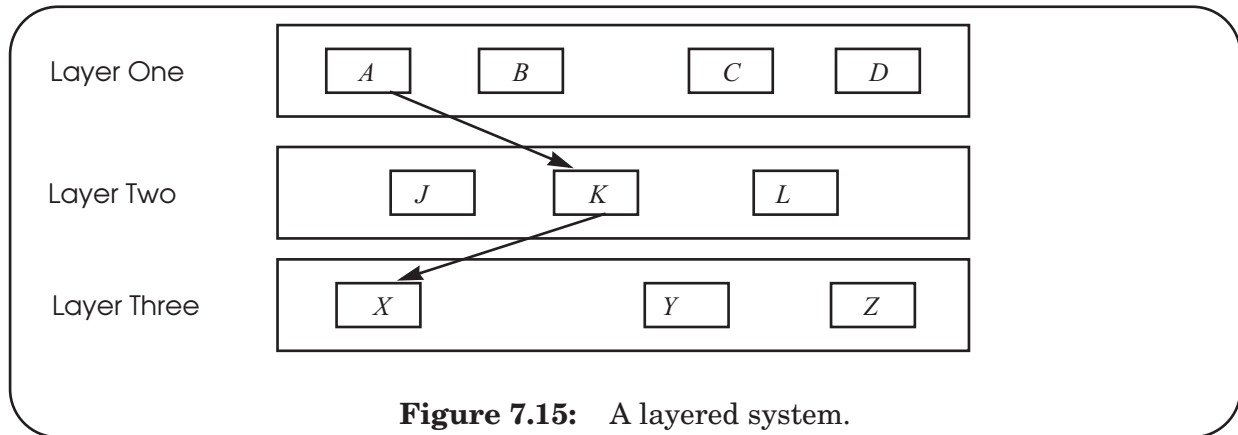 Layer One
A B C D
Layer Two
J K L
Layer Three
X Y Z
Figure 7.15: A layered system.